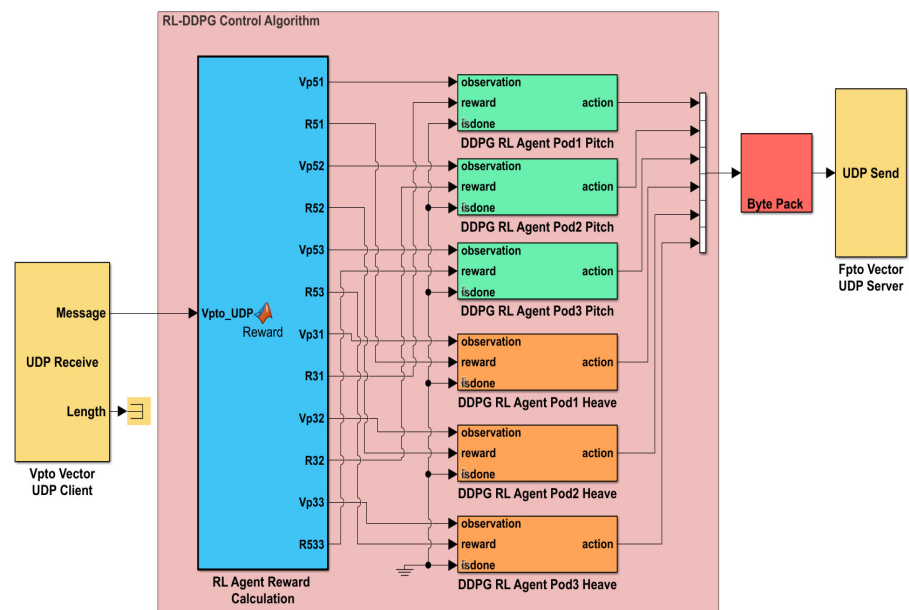 RL-DDPG Control Algorithm
Message
UDP Receive
Length
Vpto Vector
UDP Client
Vpto_UDP
Reward
Vp51
R51
Vp52
R52
Vp53
R53
Vp31
R31
Vp32
R32
Vp33
R533
RL Agent Reward
Calculation
observation
reward
isdone
action
DDPG RL Agent Pod1 Pitch
observation
reward
isdone
action
DDPG RL Agent Pod2 Pitch
observation
reward
isdone
action
DDPG RL Agent Pod3 Pitch
observation
reward
isdone
action
DDPG RL Agent Pod1 Heave
observation
reward
isdone
action
DDPG RL Agent Pod2 Heave
observation
reward
isdone
action
DDPG RL Agent Pod3 Heave
Byte Pack
UDP Send
Fpto Vector
UDP Server